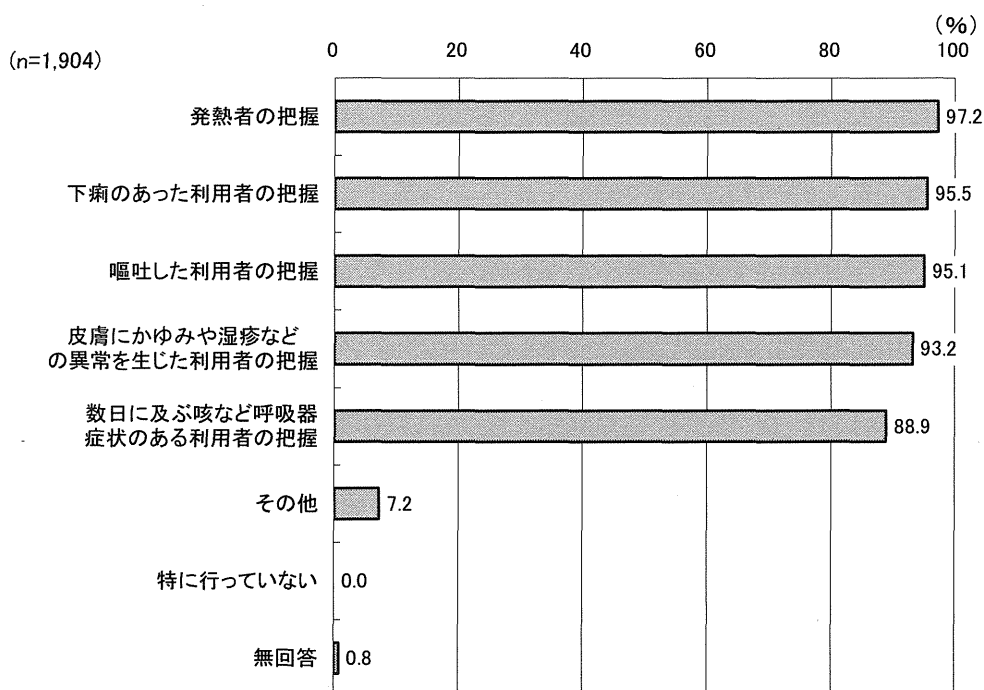 (%)
(n=1,904)
0 20 40 60 80 100
発熱者の把握 97.2
下痢のあった利用者の把握 95.5
嘔吐した利用者の把握 95.1
皮膚にかゆみや湿疹など
の異常を生じた利用者の把握 93.2
数日に及ぶ咳など呼吸器
症状のある利用者の把握 88.9
その他 7.2
特に行っていない 0.0
無回答 0.8